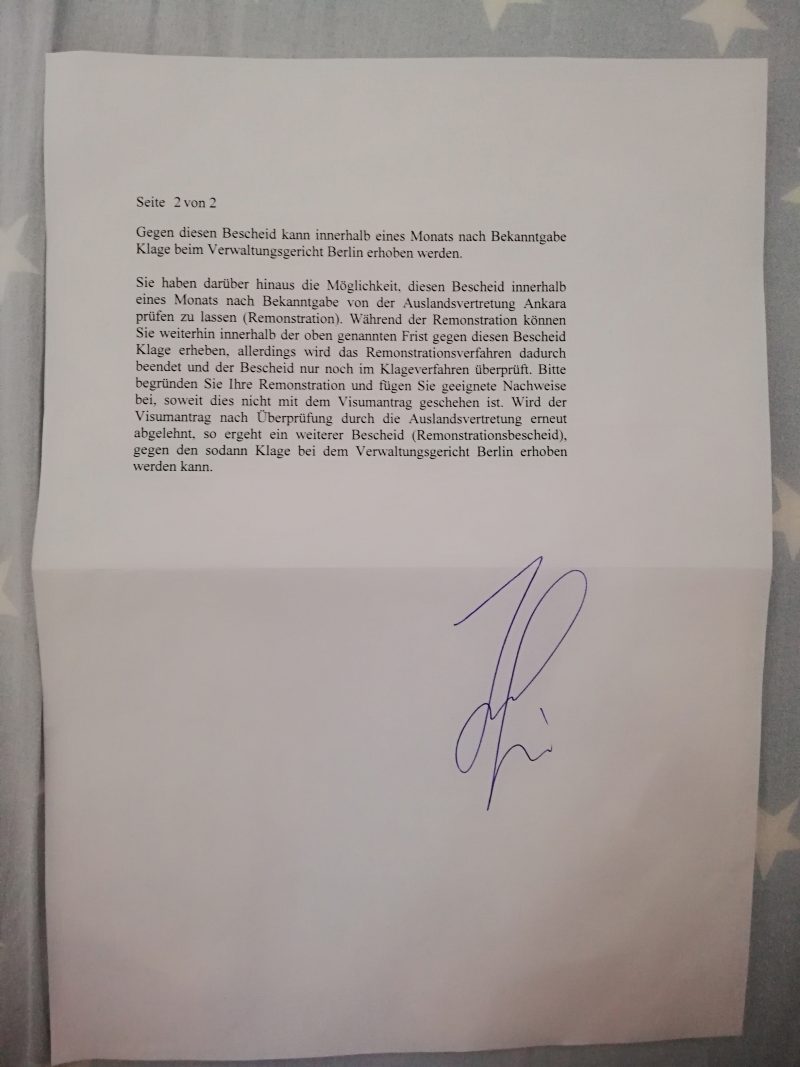 Seite 2 von 2
Gegen diesen Bescheid kann innerhalb eines Monats nach Bekanntgabe
Klage beim Verwaltungsgericht Berlin erhoben werden.
Sie haben darüber hinaus die Möglichkeit, diesen Bescheid innerhalb
eines Monats nach Bekanntgabe von der Auslandsvertretung Ankara
prüfen zu lassen (Remonstration). Während der Remonstration können
Sie weiterhin innerhalb der oben genannten Frist gegen diesen Bescheid
Klage erheben, allerdings wird das Remonstrationsverfahren dadurch
beendet und der Bescheid nur noch im Klageverfahren überprüft. Bitte
begründen Sie Ihre Remonstration und fügen Sie geeignete Nachweise
bei, soweit dies nicht mit dem Visumantrag geschehen ist. Wird der
Visumantrag nach Überprüfung durch die Auslandsvertretung erneut
abgelehnt, so ergeht ein weiterer Bescheid (Remonstrationsbescheid),
gegen den sodann Klage bei dem Verwaltungsgericht Berlin erhoben
werden kann.